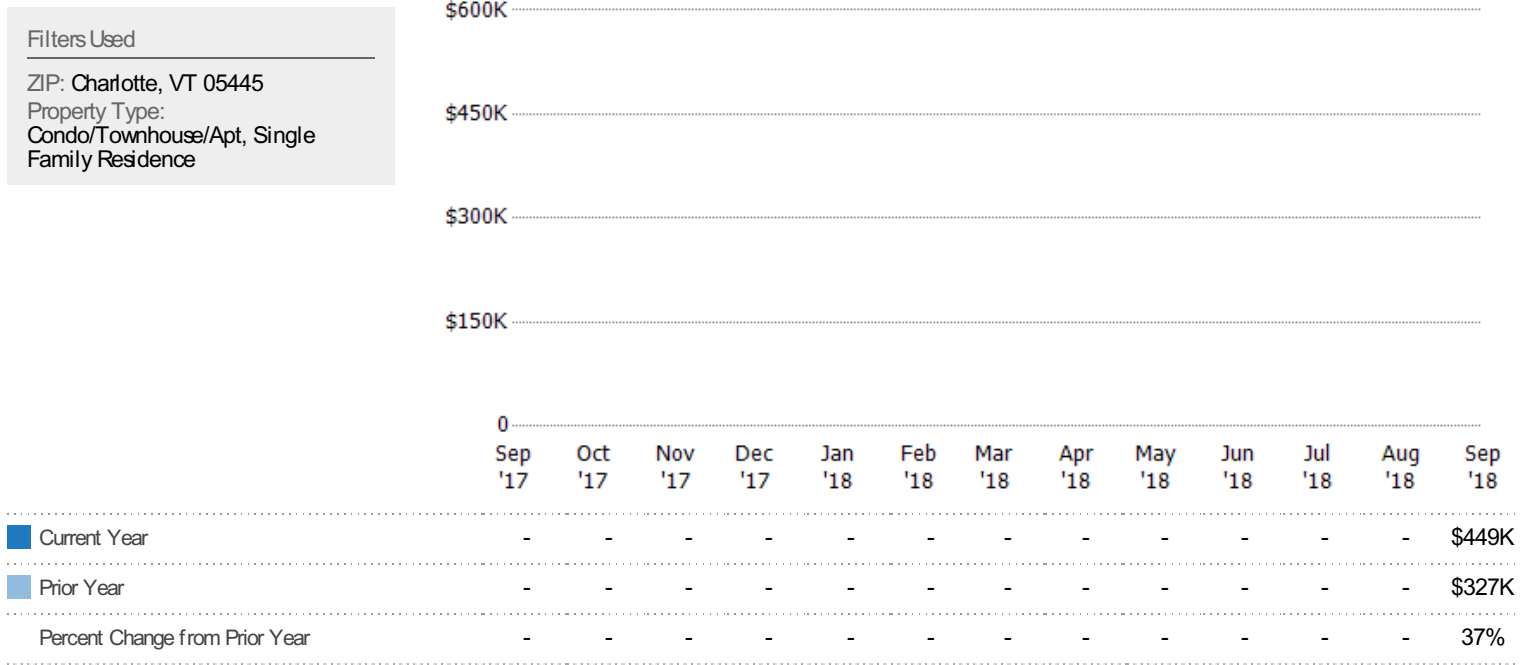 Filters Used
ZIP: Charlotte, VT 05445
Property Type:
Condo/Townhouse/Apt, Single
Family Residence
$600K
$450K
$300K
$150K
0
Sep Oct Nov Dec Jan Feb Mar Apr May Jun Jul Aug Sep
'17 '17 '17 '17 '18 '18 '18 '18 '18 '18 '18 '18 '18
Current Year - - - - - - - - - - - - $449K
Prior Year - - - - - - - - - - - - $327K
Percent Change from Prior Year - - - - - - - - - - - - 37%